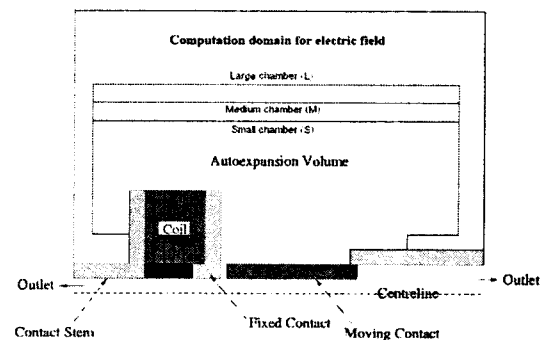 Computation domain for electric field
Large chamber (L)
Medium chamber (M)
Small chamber (S)
Autoexpansion Volume
Coil
Outlet
Outlet
Centreline
Contact Stem
Fixed Contact
Moving Contact